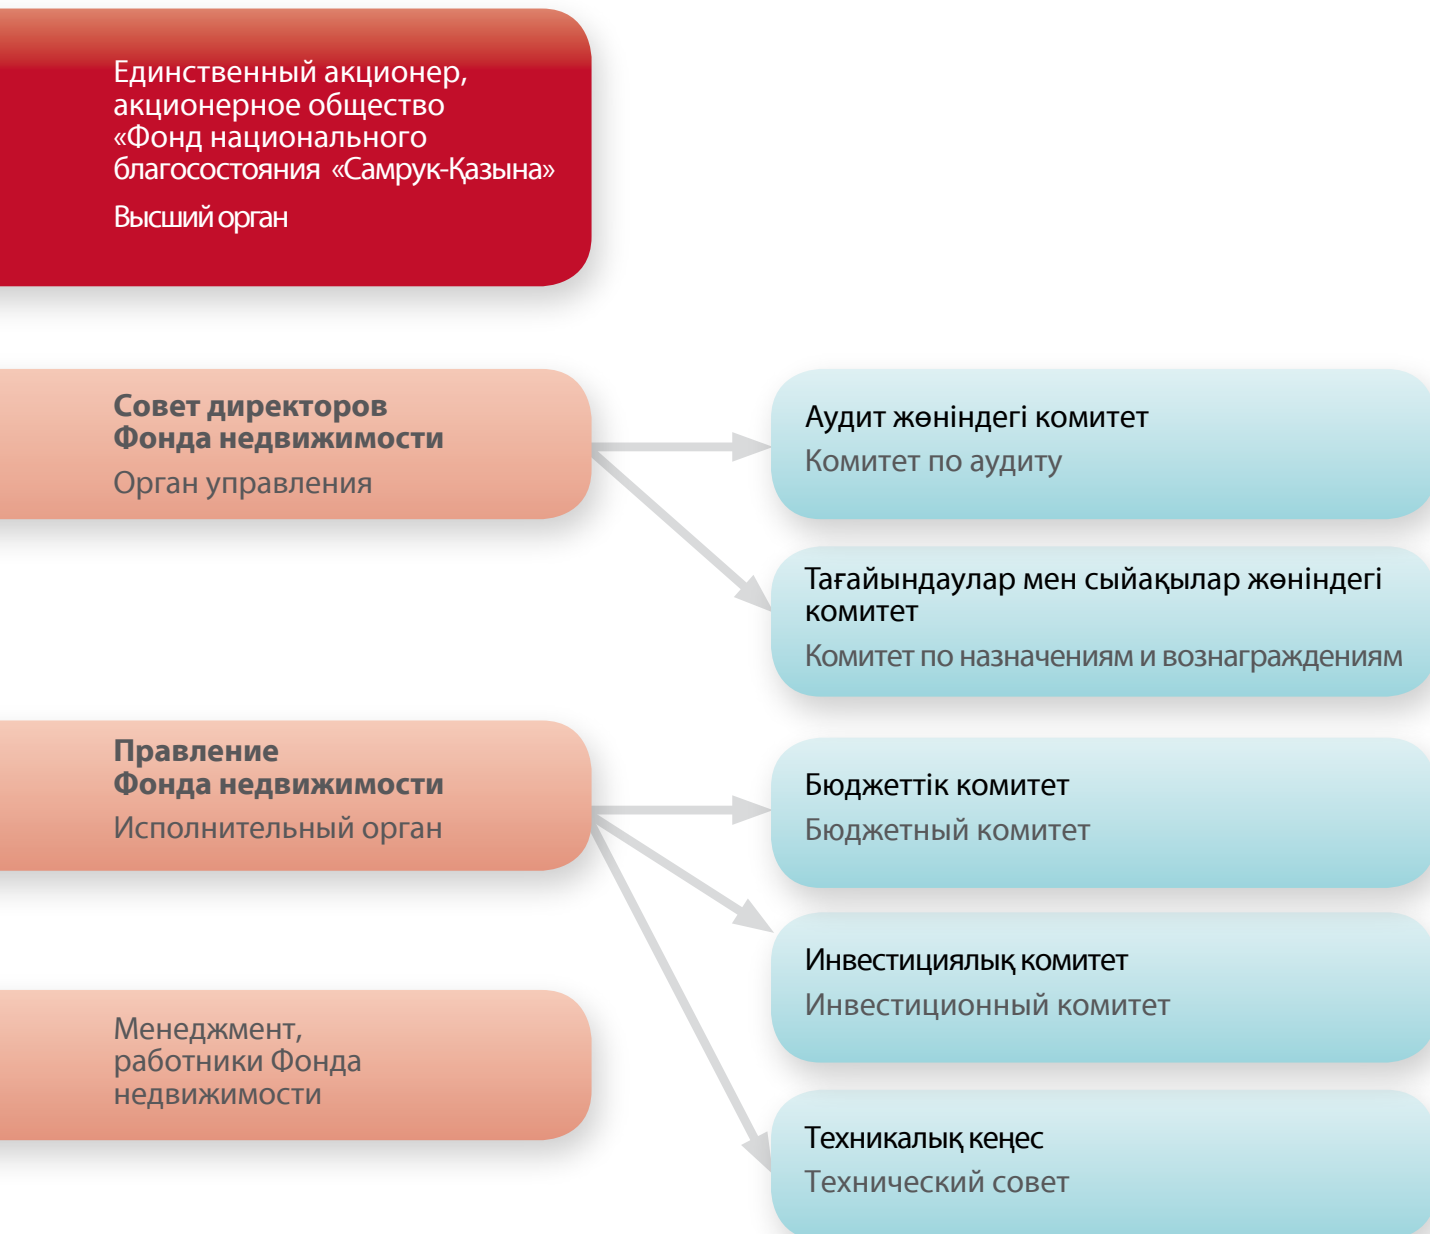 Единственный акционер,
акционерное общество
«Фонд национального
благосостояния «Самрук-Қазына»
Высший орган
Совет директоров
Фонда недвижимости
Орган управления
Аудит жөніндегі комитет
Комитет по аудиту
Тағайындаулар мен сыйақылар жөніндегі
комитет
Комитет по назначениям и вознаграждениям
Правление
Фонда недвижимости
Исполнительный орган
Бюджеттік комитет
Бюджетный комитет
Инвестициялық комитет
Инвестиционный комитет
Менеджмент,
работники Фонда
недвижимости
Техникалық кеңес
Технический совет